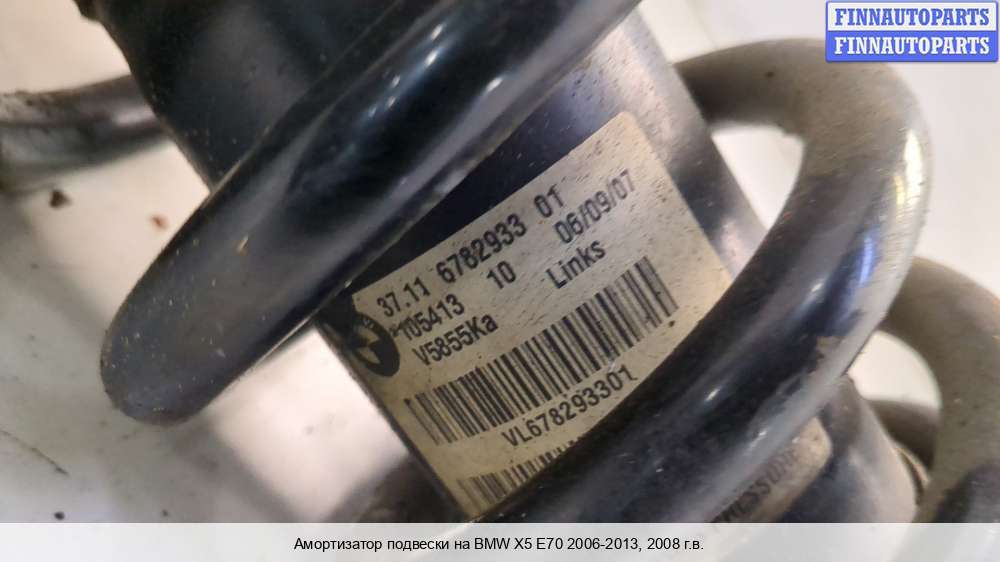 FINNAUTOPARTS
FINNAUTOPARTS
37.11 6782933 01
105413 10 06/09/07
V5855Ka Links
VL678293301
Амортизатор подвески на BMW X5 E70 2006-2013, 2008 г.в.